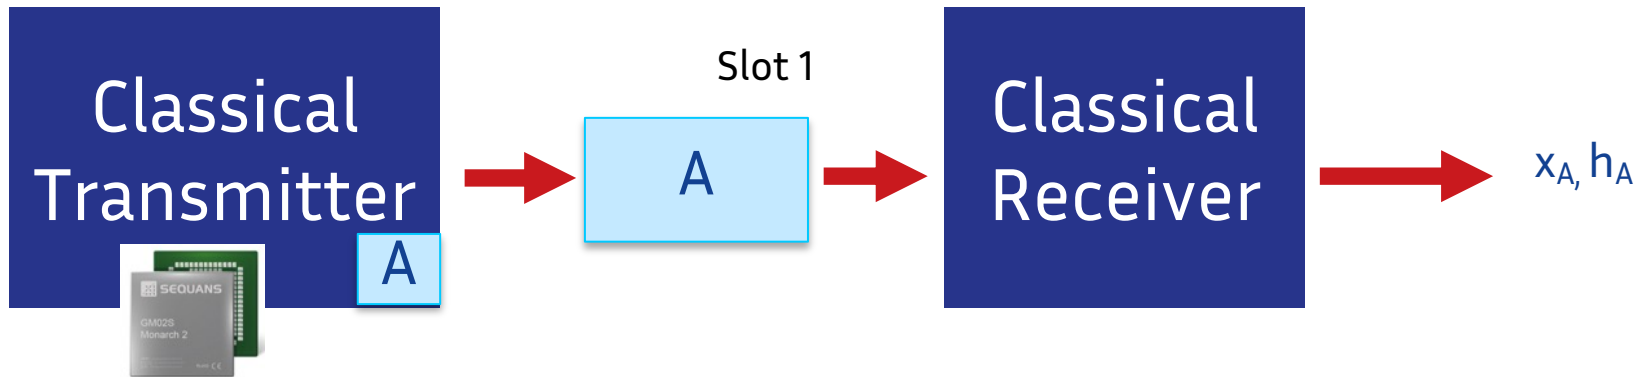 Classical
Transmitter
A
SEQUANS
GM02S
Monarch 2
Slot 1
A
Classical
Receiver
xA, hA